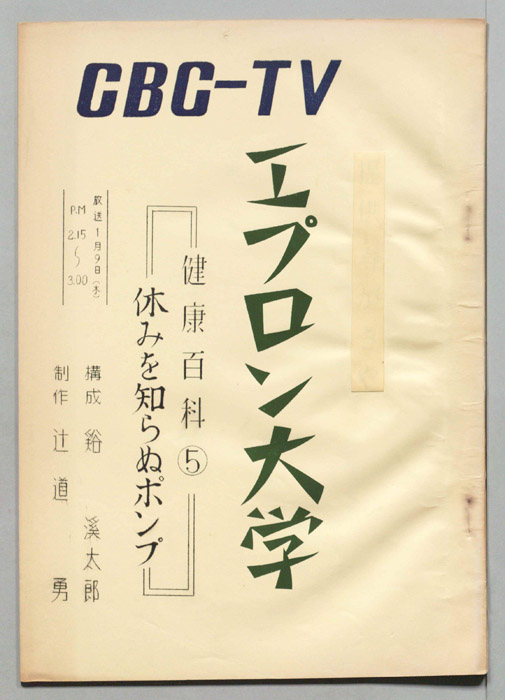 CBC-TV
エプロン大学
健康百科⑤
休みを知らぬポンプ
放送1月9日(木)
P.M 2.15～3.00
構成 谿 溪太郎
制作 辻道 勇